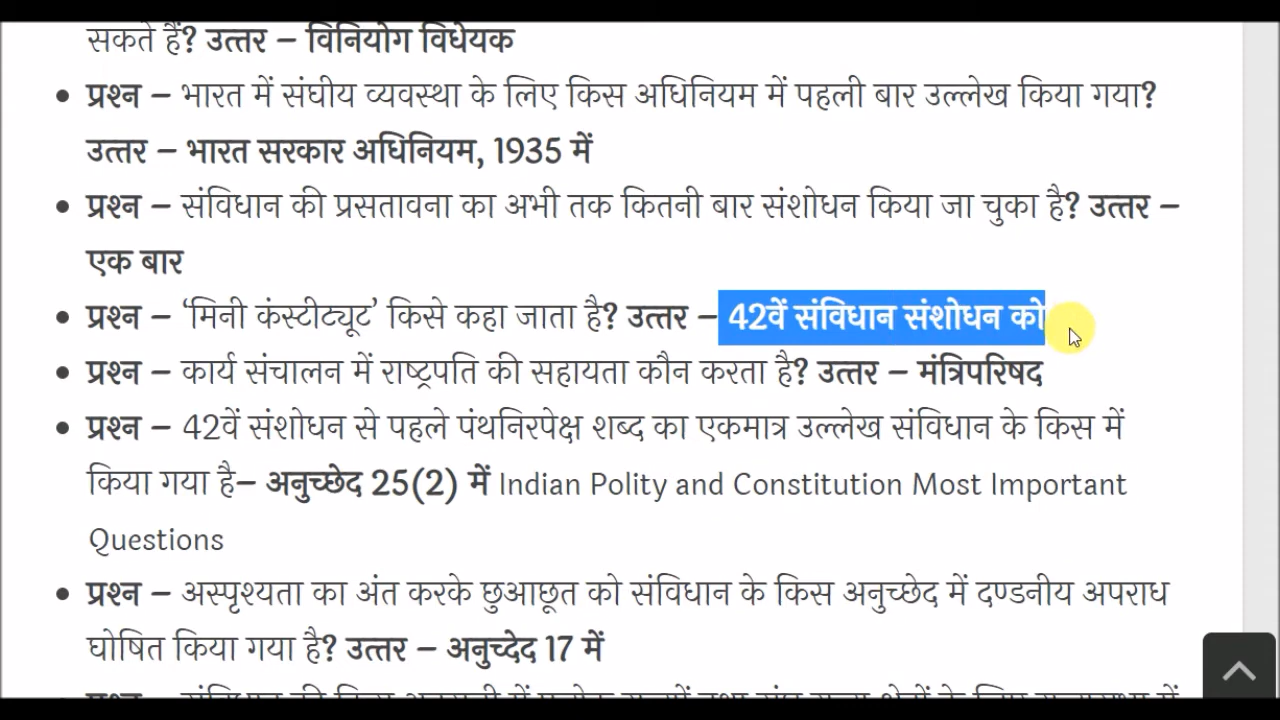 सकते हैं? उत्तर – विनियोग विधेयक
प्रश्न – भारत में संघीय व्यवस्था के लिए किस अधिनियम में पहली बार उल्लेख किया गया?
उत्तर – भारत सरकार अधिनियम, 1935 में
प्रश्न – संविधान की प्रसतावना का अभी तक कितनी बार संशोधन किया जा चुका है? उत्तर –
एक बार
प्रश्न – ‘मिनी कंस्टीट्यूट’ किसे कहा जाता है? उत्तर – 42वें संविधान संशोधन को
प्रश्न – कार्य संचालन में राष्ट्रपति की सहायता कौन करता है? उत्तर – मंत्रिपरिषद
प्रश्न – 42वें संशोधन से पहले पंथनिरपेक्ष शब्द का एकमात्र उल्लेख संविधान के किस में
किया गया है– अनुच्छेद 25(2) में Indian Polity and Constitution Most Important
Questions
प्रश्न – अस्पृश्यता का अंत करके छुआछूत को संविधान के किस अनुच्छेद में दण्डनीय अपराध
घोषित किया गया है? उत्तर – अनुच्देद 17 में